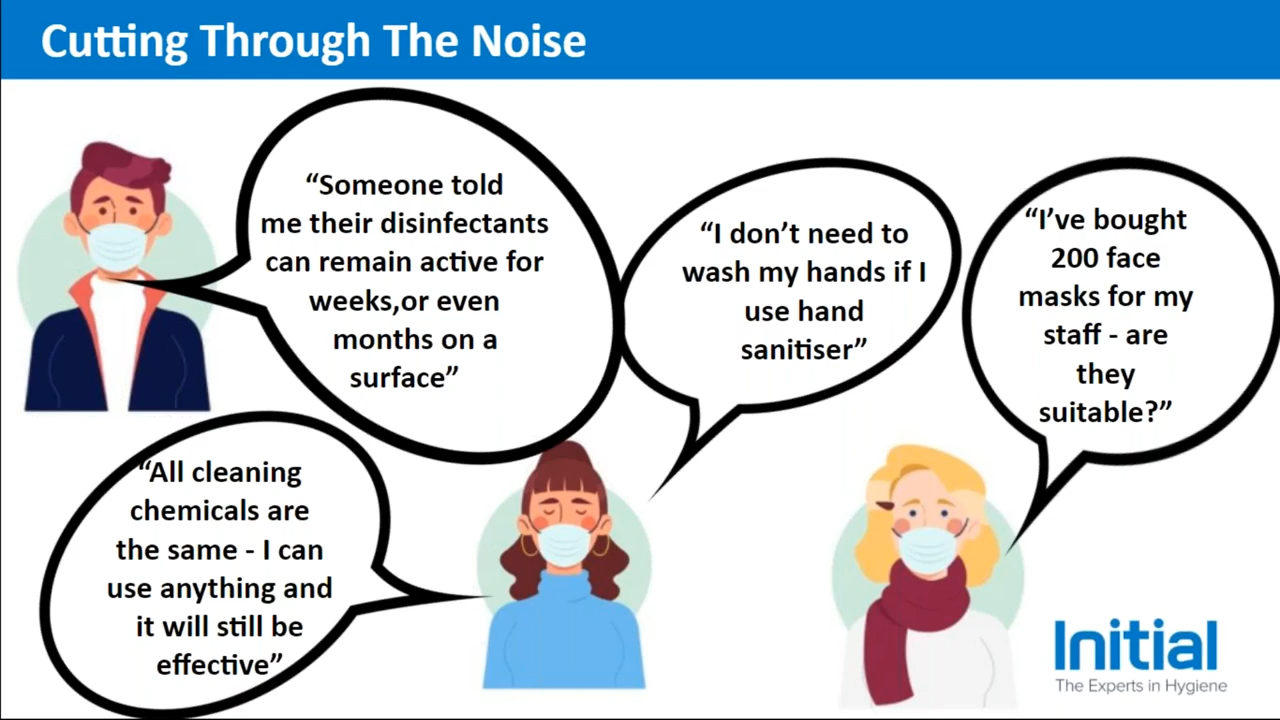 Cutting Through The Noise
“Someone told
me their disinfectants
can remain active for
weeks,or even
months on a
surface”
“I don’t need to
wash my hands if I
use hand
sanitiser”
“I’ve bought
200 face
masks for my
staff - are
they
suitable?”
“All cleaning
chemicals are
the same - I can
use anything and
it will still be
effective”
Initial
The Experts in Hygiene